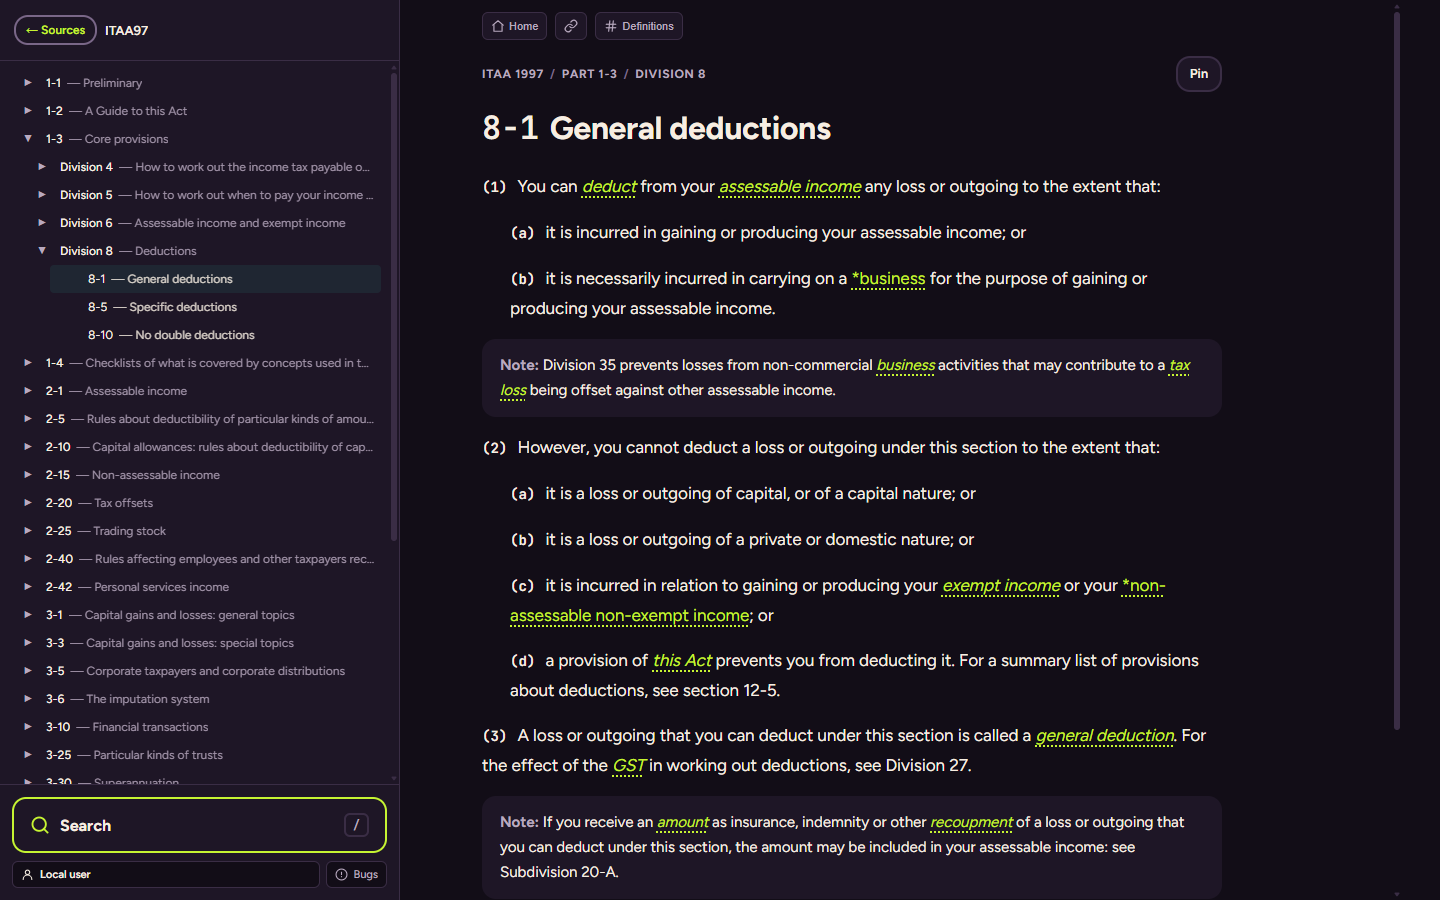 ← Sources ITAA97
1-1 — Preliminary
1-2 — A Guide to this Act
1-3 — Core provisions
Division 4 — How to work out the income tax payable o...
Division 5 — How to work out when to pay your income ...
Division 6 — Assessable income and exempt income
Division 8 — Deductions
8-1 — General deductions
8-5 — Specific deductions
8-10 — No double deductions
1-4 — Checklists of what is covered by concepts used in t...
2-1 — Assessable income
2-5 — Rules about deductibility of particular kinds of amou...
2-10 — Capital allowances: rules about deductibility of cap...
2-15 — Non-assessable income
2-20 — Tax offsets
2-25 — Trading stock
2-40 — Rules affecting employees and other taxpayers rec...
2-42 — Personal services income
3-1 — Capital gains and losses: general topics
3-3 — Capital gains and losses: special topics
3-5 — Corporate taxpayers and corporate distributions
3-6 — The imputation system
3-10 — Financial transactions
3-25 — Particular kinds of trusts
3-30 — Superannuation
Search /
Local user Bugs
Home Definitions
ITAA 1997 / PART 1-3 / DIVISION 8
Pin
8-1 General deductions
(1) You can deduct from your assessable income any loss or outgoing to the extent that:
(a) it is incurred in gaining or producing your assessable income; or
(b) it is necessarily incurred in carrying on a *business for the purpose of gaining or
producing your assessable income.
Note: Division 35 prevents losses from non-commercial business activities that may contribute to a tax
loss being offset against other assessable income.
(2) However, you cannot deduct a loss or outgoing under this section to the extent that:
(a) it is a loss or outgoing of capital, or of a capital nature; or
(b) it is a loss or outgoing of a private or domestic nature; or
(c) it is incurred in relation to gaining or producing your exempt income or your *non-
assessable non-exempt income; or
(d) a provision of this Act prevents you from deducting it. For a summary list of provisions
about deductions, see section 12-5.
(3) A loss or outgoing that you can deduct under this section is called a general deduction. For
the effect of the GST in working out deductions, see Division 27.
Note: If you receive an amount as insurance, indemnity or other recoupment of a loss or outgoing that
you can deduct under this section, the amount may be included in your assessable income: see
Subdivision 20-A.